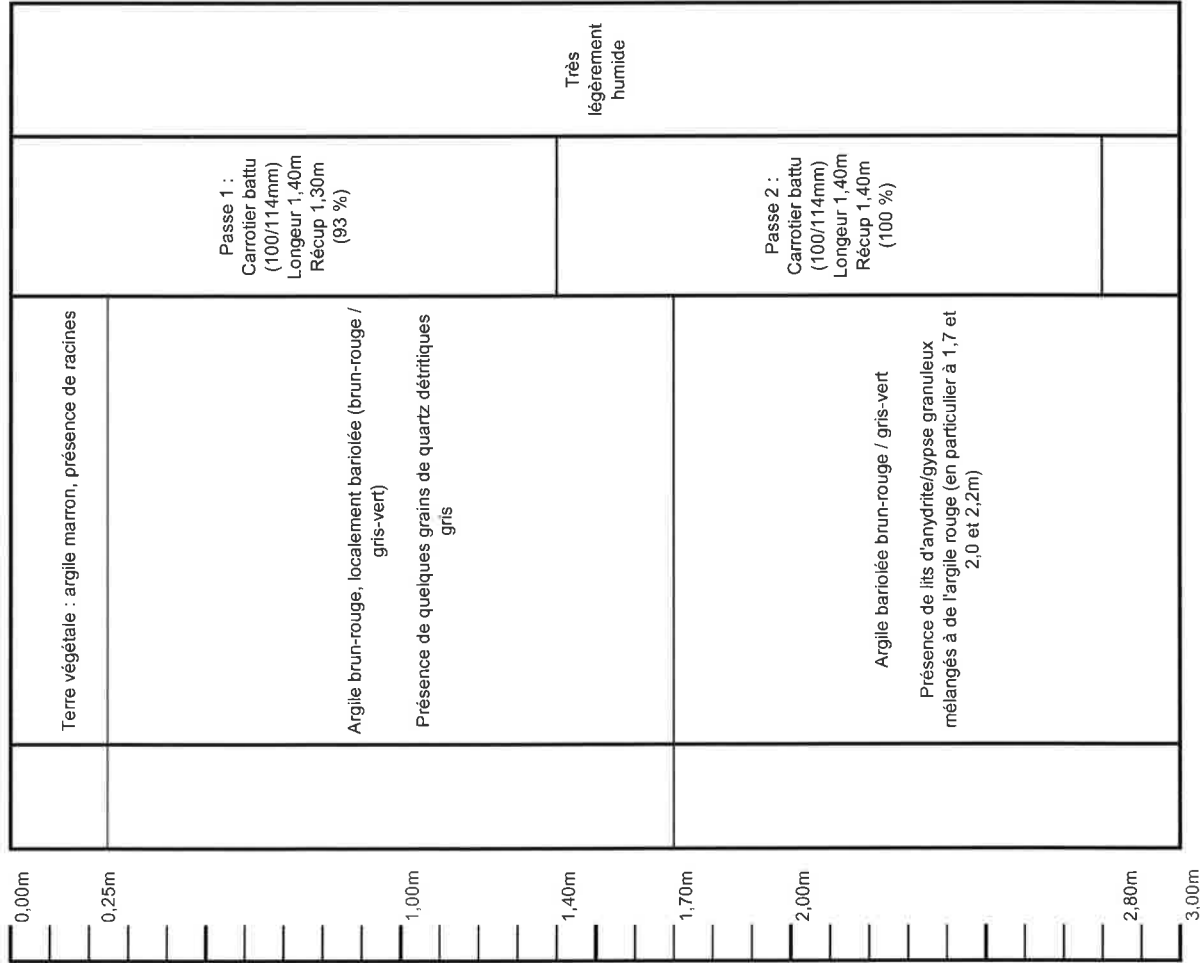 0,00m
0,25m
1,00m
1,40m
1,70m
2,00m
2,80m
3,00m
Terre végétale : argile marron, présence de racines
Argile brun-rouge, localement bariolée (brun-rouge /
gris-vert)
Présence de quelques grains de quartz détritiques
gris
Argile bariolée brun-rouge / gris-vert
Présence de lits d'anydrite/gypse granuleux
mélangés à de l'argile rouge (en particulier à 1,7 et
2,0 et 2,2m)
Passe 1 :
Carrotier battu
(100/114mm)
Longeur 1,40m
Récup 1,30m
(93 %)
Passe 2 :
Carrotier battu
(100/114mm)
Longeur 1,40m
Récup 1,40m
(100 %)
Très
légèrement
humide